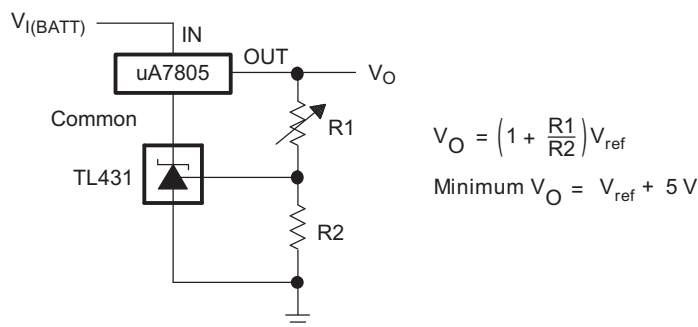 V_I(BATT)
IN
OUT
uA7805
V_O
Common
R1
TL431
R2
V_O = (1 + R1/R2) V_ref
Minimum V_O = V_ref + 5 V